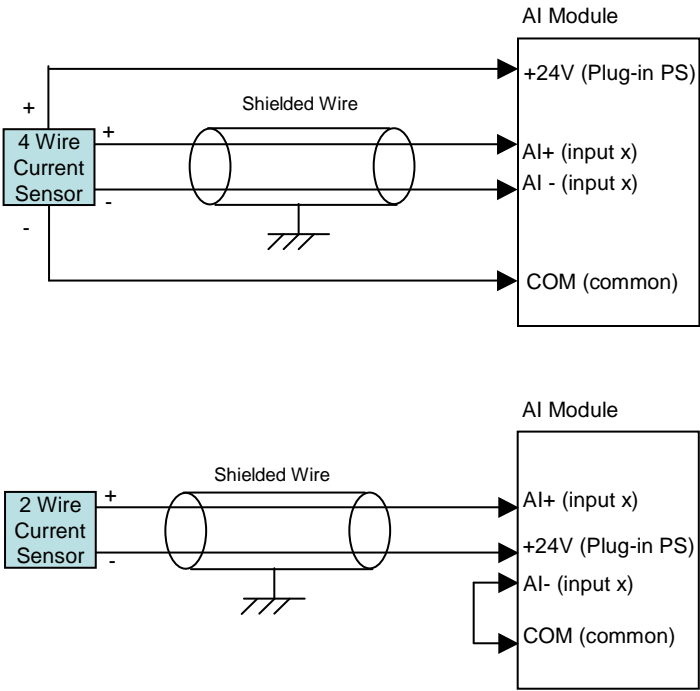 AI Module
+24V (Plug-in PS)
+
Shielded Wire
4 Wire
Current
Sensor
+
AI+ (input x)
AI - (input x)
-
-
COM (common)
AI Module
Shielded Wire
2 Wire
Current
Sensor
+
AI+ (input x)
+24V (Plug-in PS)
-
AI- (input x)
COM (common)